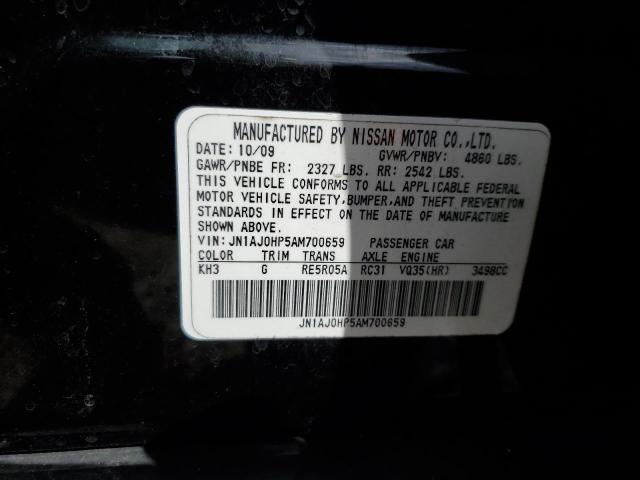 MANUFACTURED BY NISSAN MOTOR CO.,LTD.
DATE: 10/09 GVWR/PNBV: 4860 LBS.
GAWR/PNBE FR: 2327 LBS. RR: 2542 LBS.
THIS VEHICLE CONFORMS TO ALL APPLICABLE FEDERAL
MOTOR VEHICLE SAFETY,BUMPER,AND THEFT PREVENTION
STANDARDS IN EFFECT ON THE DATE OF MANUFACTURE
SHOWN ABOVE.
VIN: JN1AJ0HP5AM700659 PASSENGER CAR
COLOR TRIM TRANS AXLE ENGINE
KH3 G RE5R05A RC31 VQ35(HR) 3498CC
JN1AJ0HP5AM700659